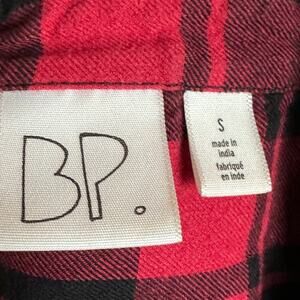 BP.
S
made in
india
fabriqué
en inde